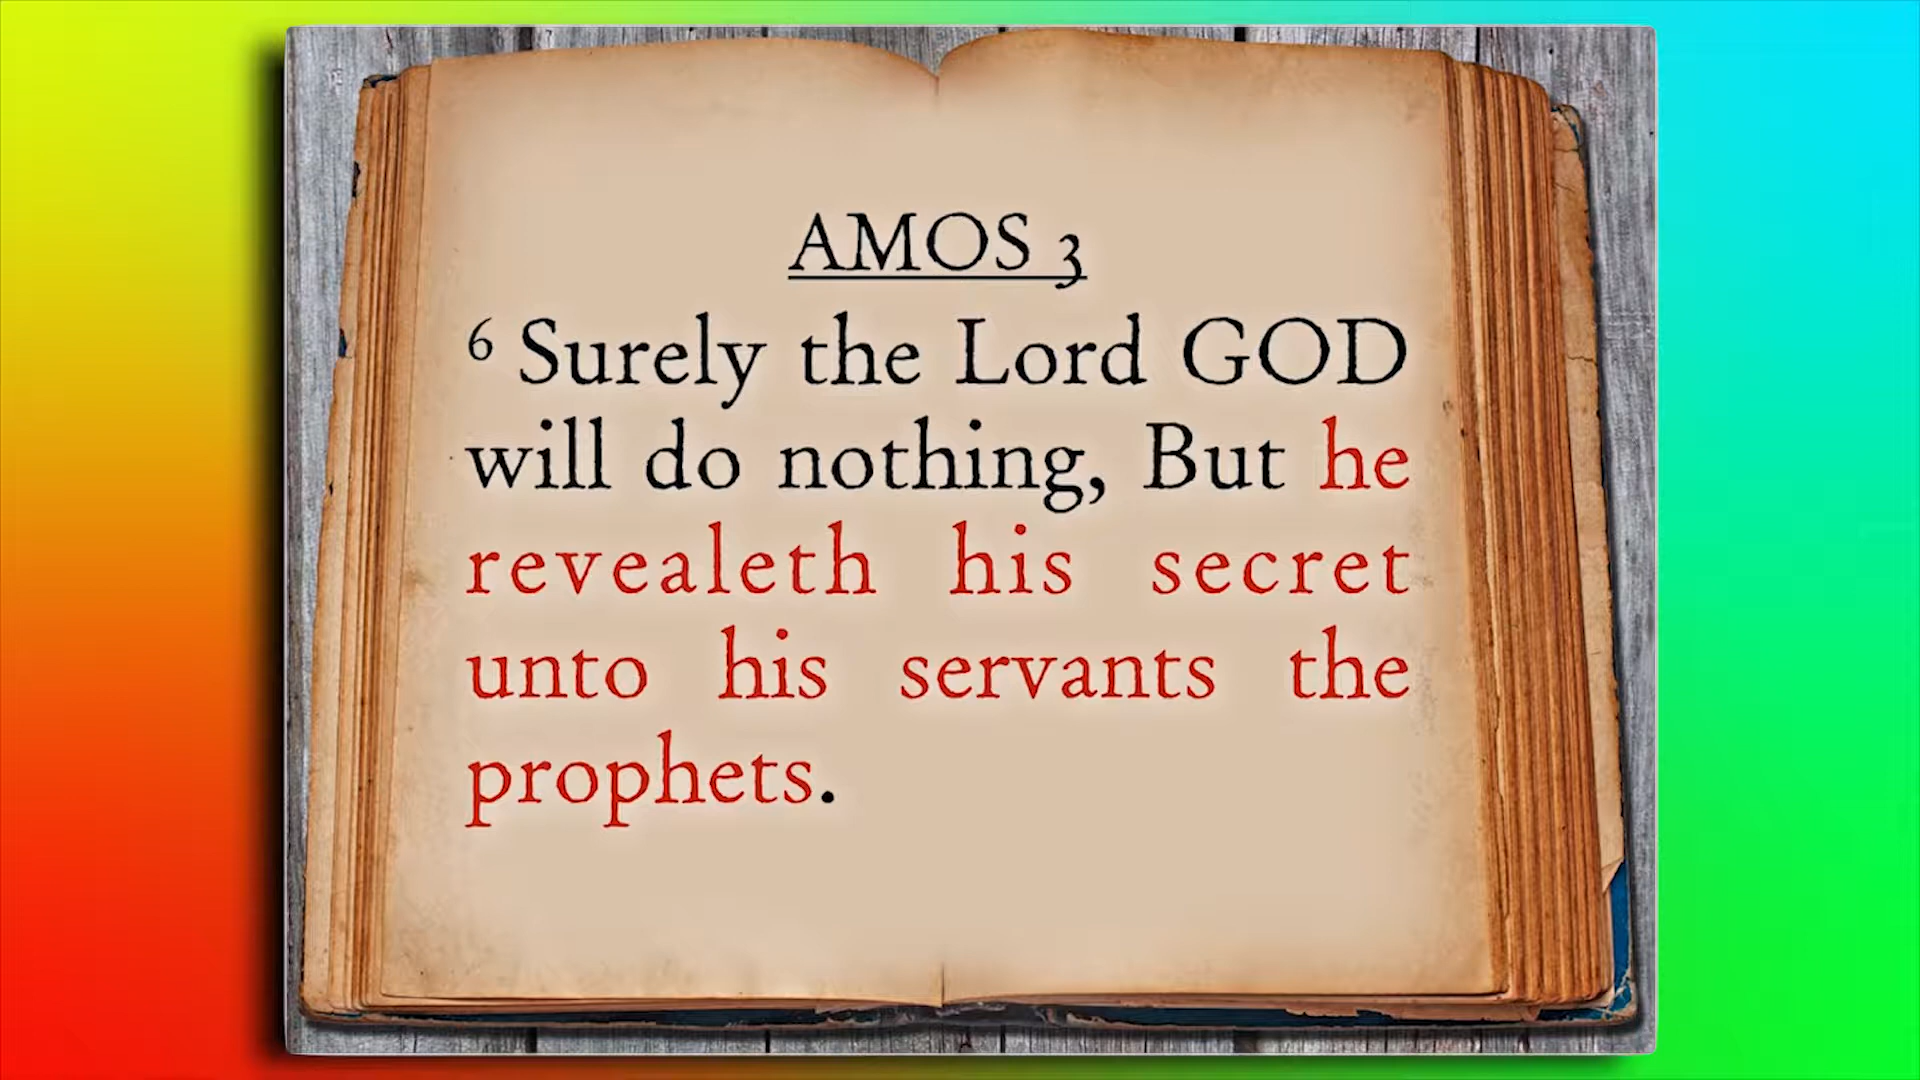 AMOS 3
6 Surely the Lord GOD
will do nothing, But he
revealeth his secret
unto his servants the
prophets.